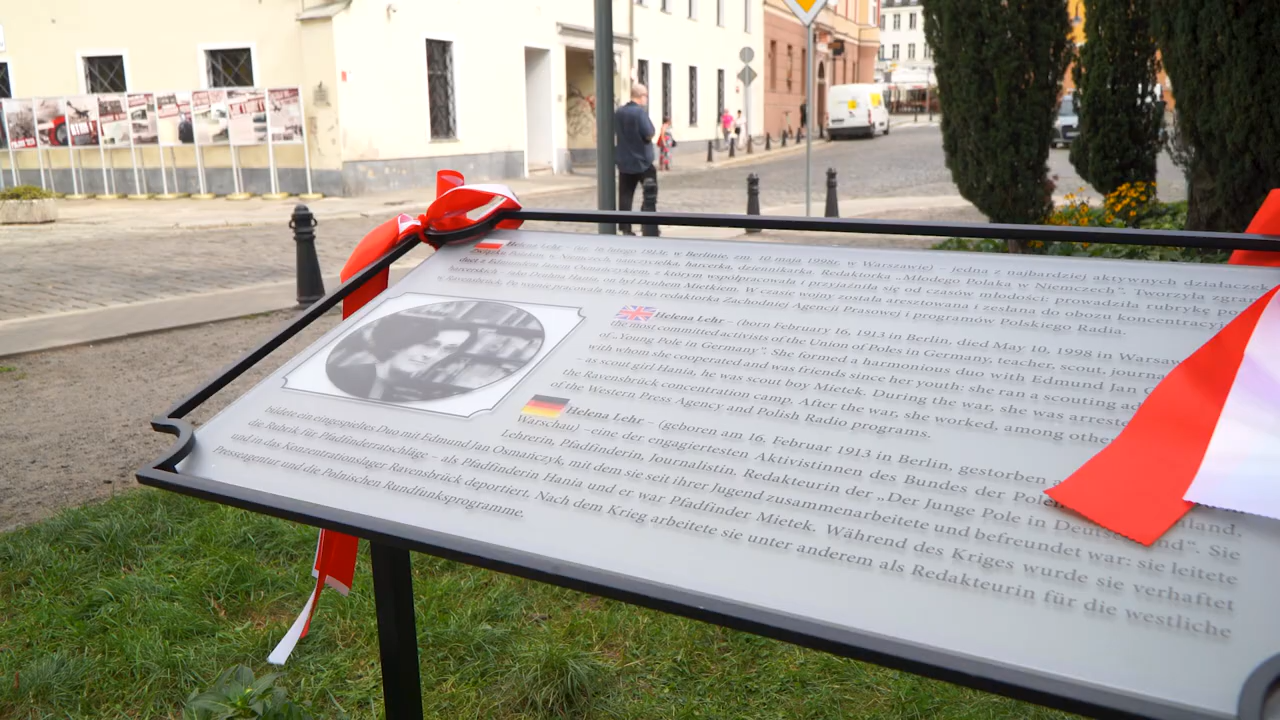 Helena Lehr – (ur. 16 lutego 1913r. w Berlinie, zm. 10 maja 1998r. w Warszawie) – jedna z najbardziej aktywnych działaczek
Związku Polaków w Niemczech, nauczycielka, harcerka, dziennikarka. Redaktorka „Młodego Polaka w Niemczech”. Tworzyła zgran
duet z Edmundem Janem Osmańczykiem, z którym współpracowała i przyjaźniła się od czasów młodości: prowadziła rubrykę po
harcerskich – jako Druhna Hania, on był Druhem Mietkiem. W czasie wojny została aresztowana i zesłana do obozu koncentracyj
w Ravensbrück. Po wojnie pracowała m.in. jako redaktorka Zachodniej Agencji Prasowej i programów Polskiego Radia.
Helena Lehr – (born February 16, 1913 in Berlin, died May 10, 1998 in Warsaw
the most committed activists of the Union of Poles in Germany, teacher, scout, journa
of „Young Pole in Germany”. She formed a harmonious duo with Edmund Jan O
with whom she cooperated and was friends since her youth: she ran a scouting ad
– as scout girl Hania, he was scout boy Mietek. During the war, she was arreste
the Ravensbrück concentration camp. After the war, she worked, among othe
of the Western Press Agency and Polish Radio programs.
Helena Lehr – (geboren am 16. Februar 1913 in Berlin, gestorben a
Warschau) –eine der engagiertesten Aktivistinnen des Bundes der Pole
Lehrerin, Pfadfinderin, Journalistin. Redakteurin der „Der Junge Pole in Deutschland“. Sie
bildete ein eingespieltes Duo mit Edmund Jan Osmańczyk, mit dem sie seit ihrer Jugend zusammenarbeitete und befreundet war: sie leitete
die Rubrik für Pfadfinderratschläge – als Pfadfinderin Hania und er war Pfadfinder Mietek. Während des Krieges wurde sie verhaftet
und in das Konzentrationslager Ravensbrück deportiert. Nach dem Krieg arbeitete sie unter anderem als Redakteurin für die westliche
Presseagentur und die Polnischen Rundfunksprogramme.